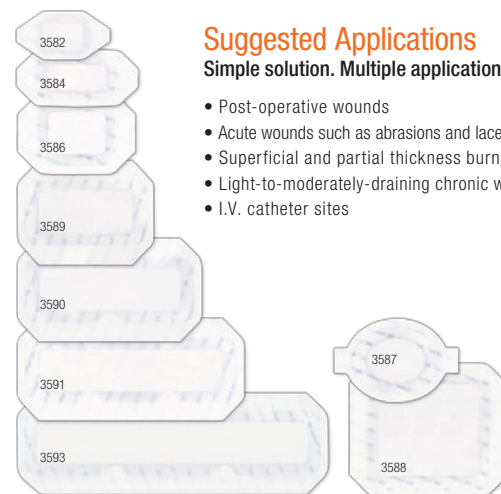 Suggested Applications
Simple solution. Multiple application
• Post-operative wounds
• Acute wounds such as abrasions and lace
• Superficial and partial thickness burn
• Light-to-moderately-draining chronic w
• I.V. catheter sites
3582
3584
3586
3589
3590
3591
3593
3587
3588